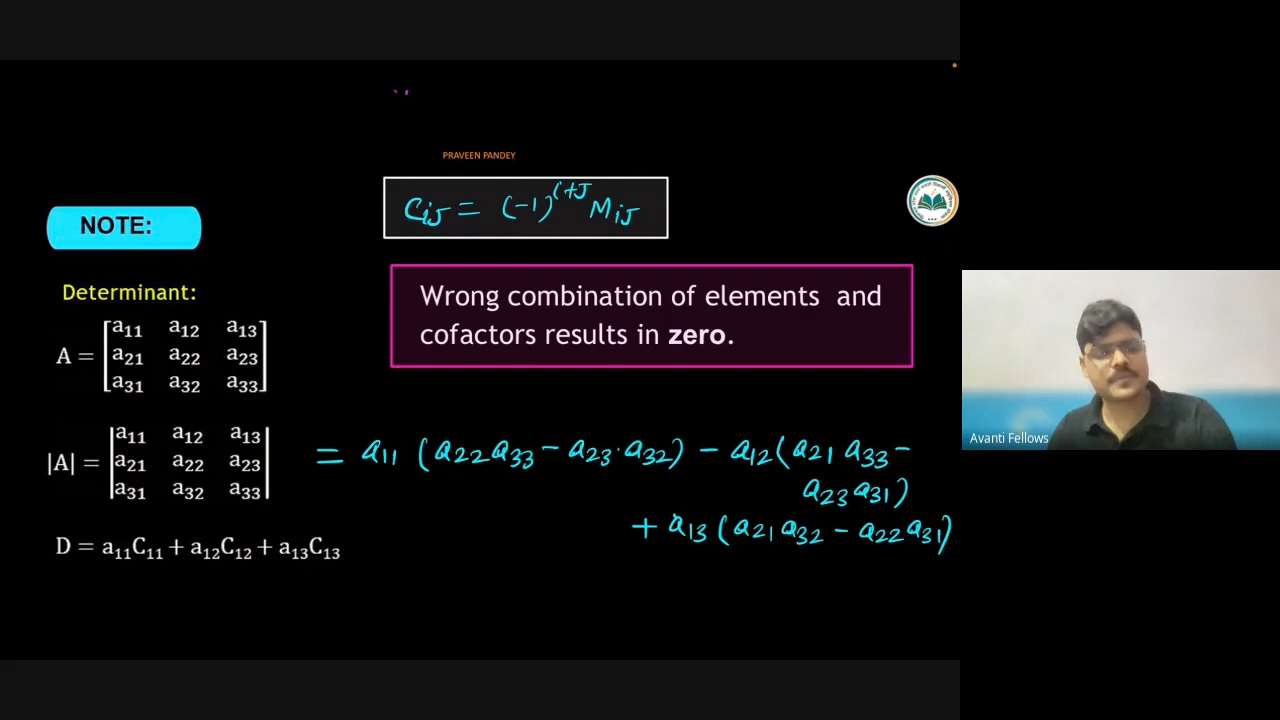 PRAVEEN PANDEY
Cij = (-1)^(i+j) Mij
NOTE:
Wrong combination of elements and
cofactors results in zero.
Determinant:
A = [a11 a12 a13]
[a21 a22 a23]
[a31 a32 a33]
|A| = |a11 a12 a13|
|a21 a22 a23|
|a31 a32 a33|
= a11 (a22a33 - a23·a32) - a12(a21 a33 -
a23a31)
+ a13 (a21a32 - a22a31)
D = a11C11 + a12C12 + a13C13
Avanti Fellows